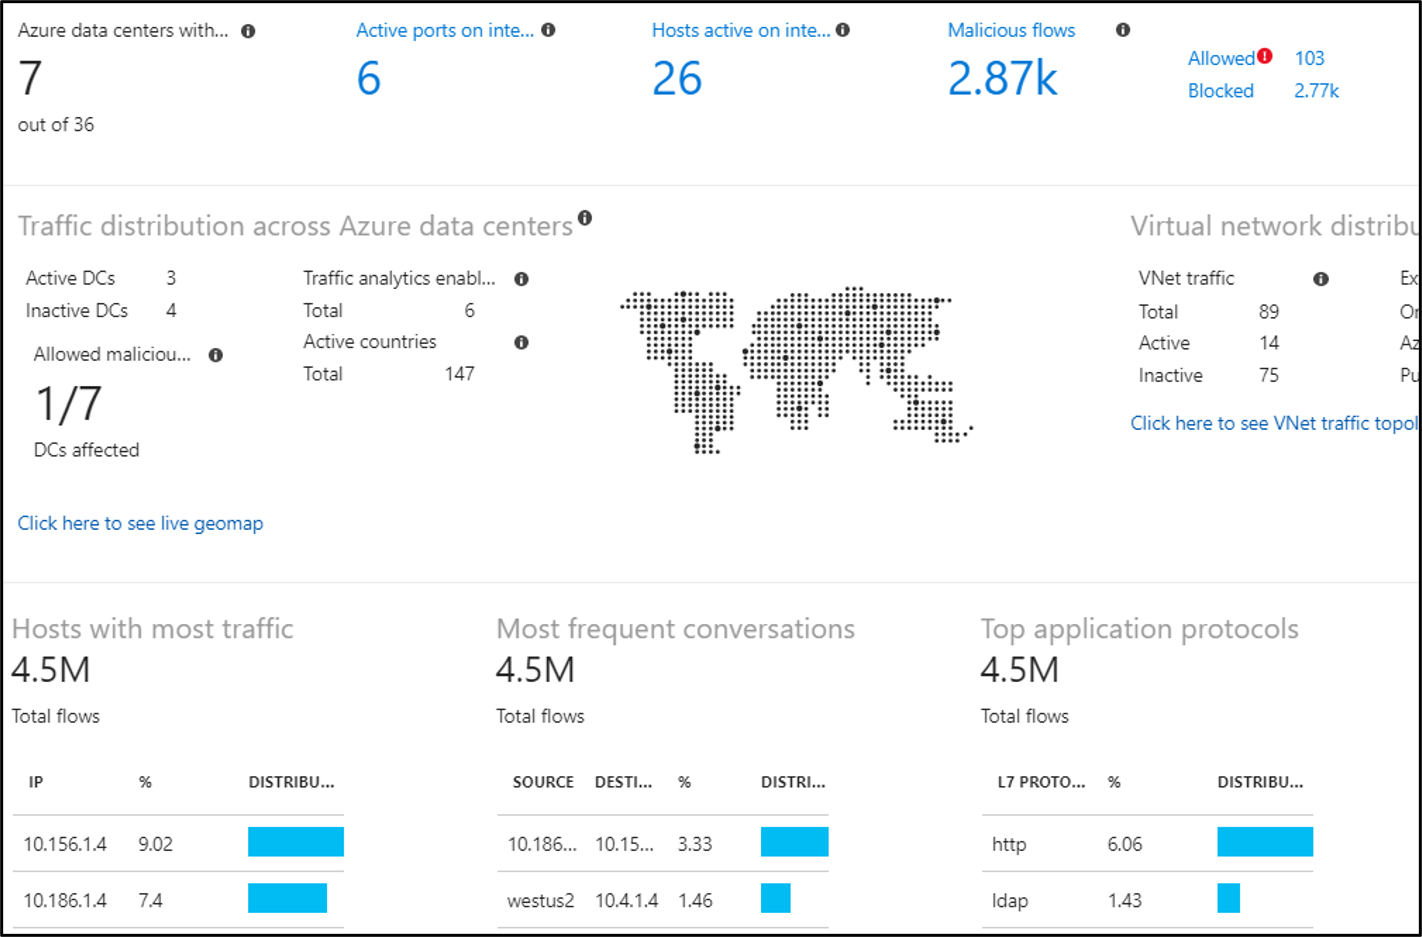 Azure data centers with...
7
out of 36
Active ports on inte...
6
Hosts active on inte...
26
Malicious flows
2.87k
Allowed 103
Blocked 2.77k
Traffic distribution across Azure data centers
Active DCs 3
Inactive DCs 4
Allowed maliciou...
1/7
DCs affected
Traffic analytics enabl...
Total 6
Active countries
Total 147
Click here to see live geomap
Virtual network distribu
VNet traffic
Total 89
Active 14
Inactive 75
Ex
Or
Az
Pu
Click here to see VNet traffic topol
Hosts with most traffic
4.5M
Total flows
IP % DISTRIBU...
10.156.1.4 9.02
10.186.1.4 7.4
Most frequent conversations
4.5M
Total flows
SOURCE DESTI... % DISTRI...
10.186... 10.15... 3.33
westus2 10.4.1.4 1.46
Top application protocols
4.5M
Total flows
L7 PROTO... % DISTRIBU...
http 6.06
ldap 1.43